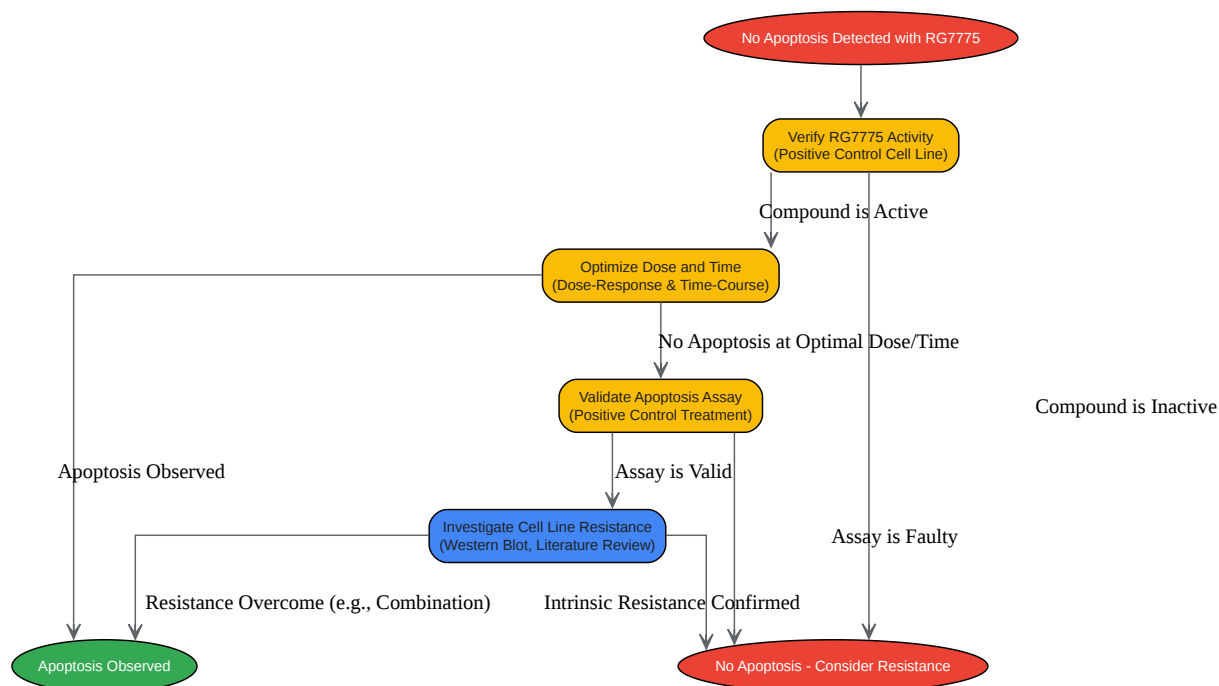 No Apoptosis Detected with RG7775
Verify RG7775 Activity
(Positive Control Cell Line)
Compound is Active
Optimize Dose and Time
(Dose-Response & Time-Course)
No Apoptosis at Optimal Dose/Time
Validate Apoptosis Assay
(Positive Control Treatment)
Compound is Inactive
Apoptosis Observed
Assay is Valid
Investigate Cell Line Resistance
(Western Blot, Literature Review)
Assay is Faulty
Resistance Overcome (e.g., Combination)
Intrinsic Resistance Confirmed
Apoptosis Observed
No Apoptosis - Consider Resistance